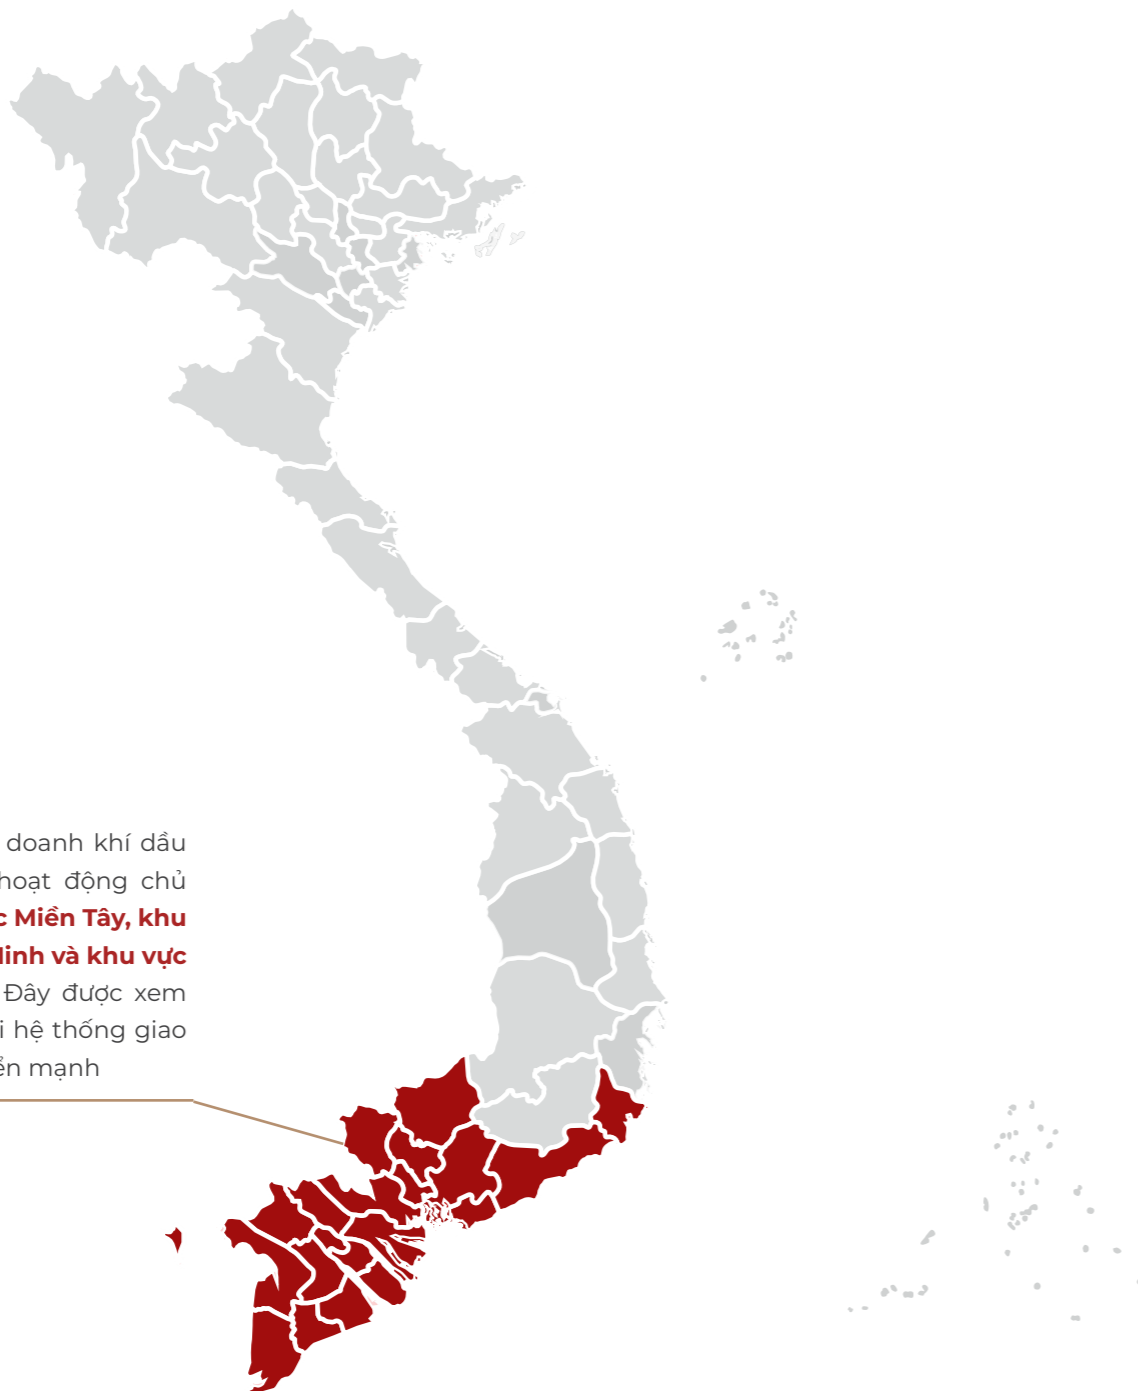 doanh khí dầu
hoạt động chủ
Miền Tây, khu
và khu vực
Đây được xem
hệ thống giao
mạnh